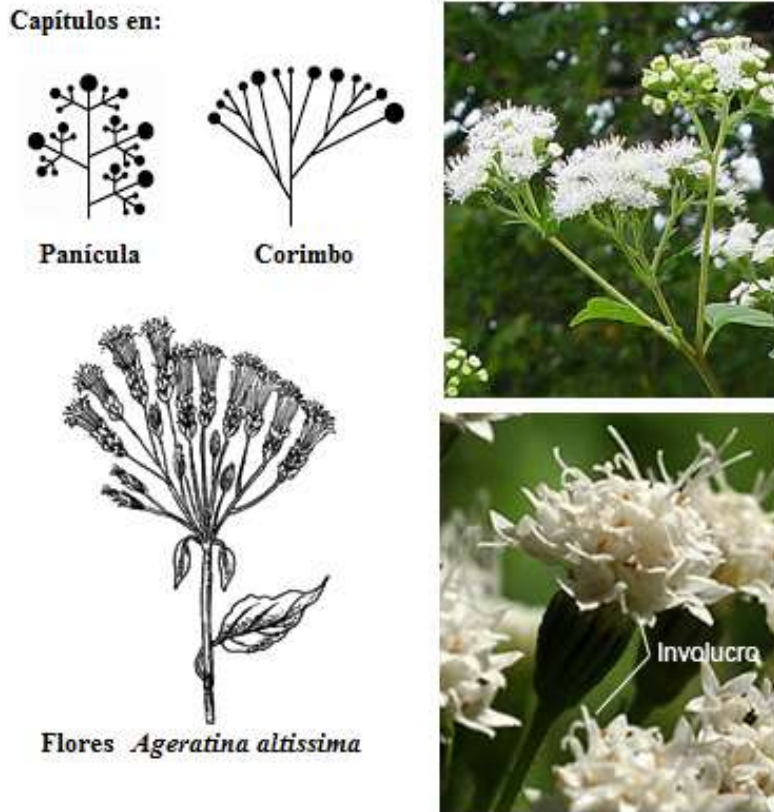 Capítulos en:
Panícula
Corimbo
Flores Ageratina altissima
Involucro